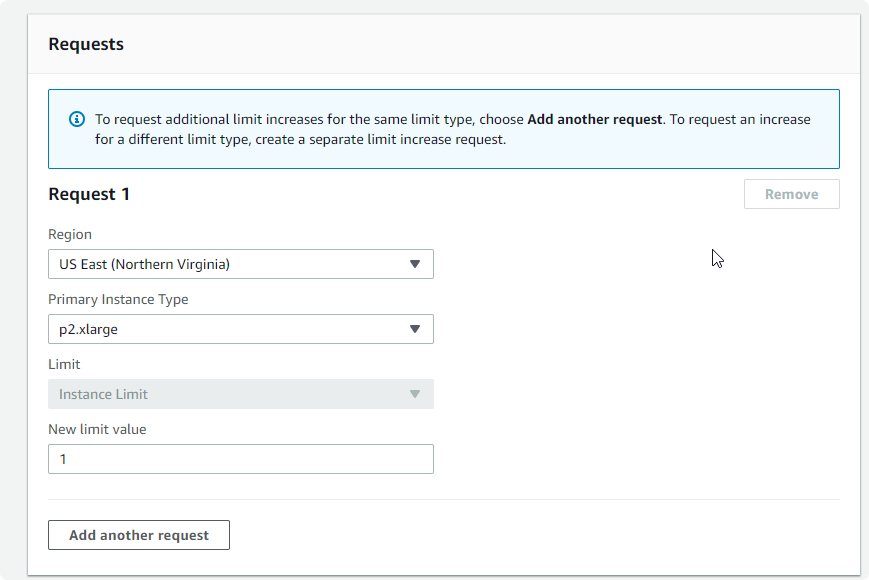 Requests
To request additional limit increases for the same limit type, choose Add another request. To request an increase
for a different limit type, create a separate limit increase request.
Request 1
Remove
Region
US East (Northern Virginia)
Primary Instance Type
p2.xlarge
Limit
Instance Limit
New limit value
1
Add another request